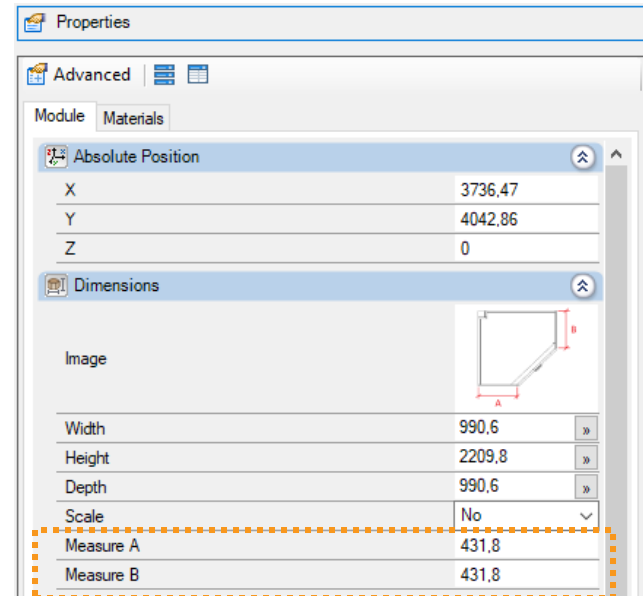 Properties
Advanced
Module Materials
Absolute Position
X 3736,47
Y 4042,86
Z 0
Dimensions
B
Image
A
Width 990,6 »
Height 2209,8 »
Depth 990,6 »
Scale No
Measure A 431,8
Measure B 431,8